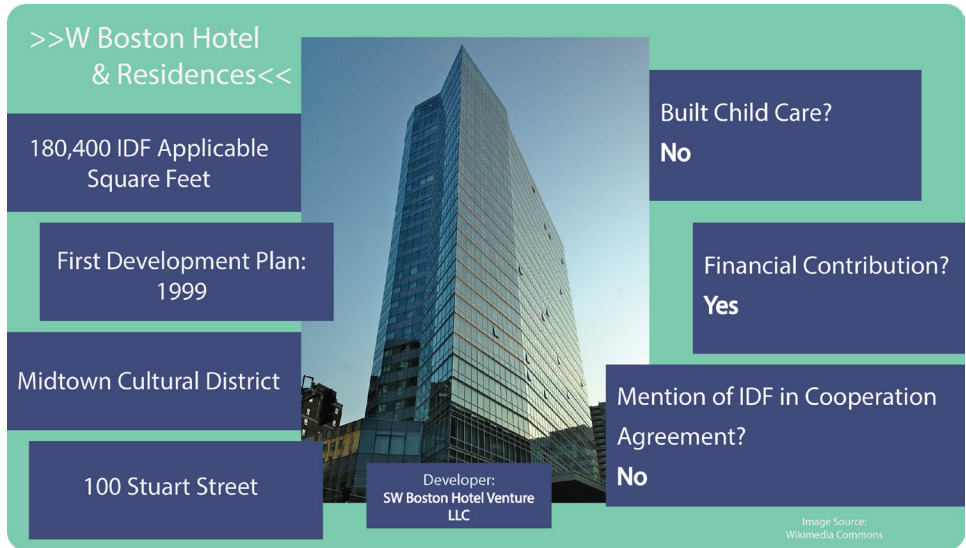 >>W Boston Hotel
& Residences<<
180,400 IDF Applicable
Square Feet
First Development Plan:
1999
Midtown Cultural District
100 Stuart Street
Developer:
SW Boston Hotel Venture
LLC
Built Child Care?
No
Financial Contribution?
Yes
Mention of IDF in Cooperation
Agreement?
No
Image Source:
Wikimedia Commons